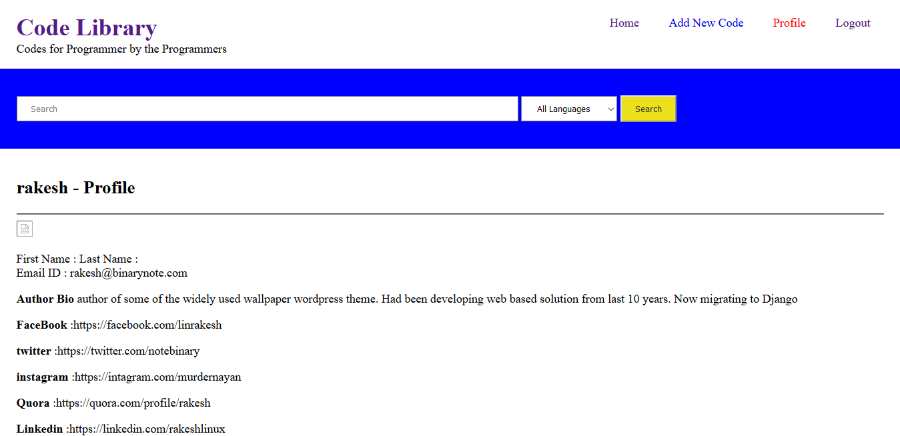 Code Library
Codes for Programmer by the Programmers
Home Add New Code Profile Logout
Search All Languages Search
rakesh - Profile
First Name : Last Name :
Email ID : rakesh@binarynote.com
Author Bio author of some of the widely used wallpaper wordpress theme. Had been developing web based solution from last 10 years. Now migrating to Django
FaceBook :https://facebook.com/linrakesh
twitter :https://twitter.com/notebinary
instagram :https://intagram.com/murdernayan
Quora :https://quora.com/profile/rakesh
Linkedin :https://linkedin.com/rakeshlinux